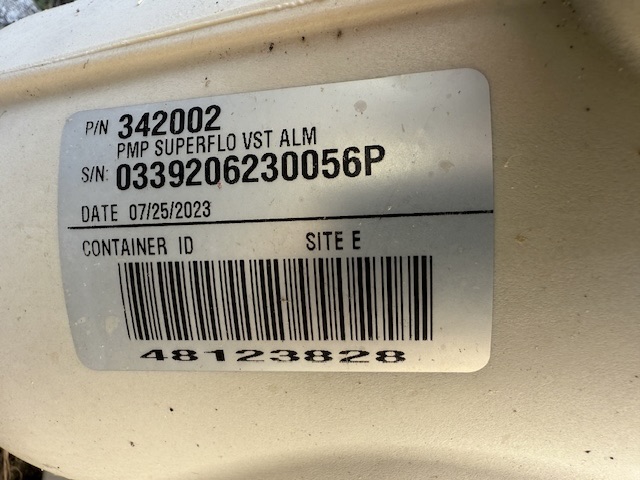 P/N 342002
PMP SUPERFLO VST ALM
S/N: 0339206230056P
DATE 07/25/2023
CONTAINER ID SITE E
48123828